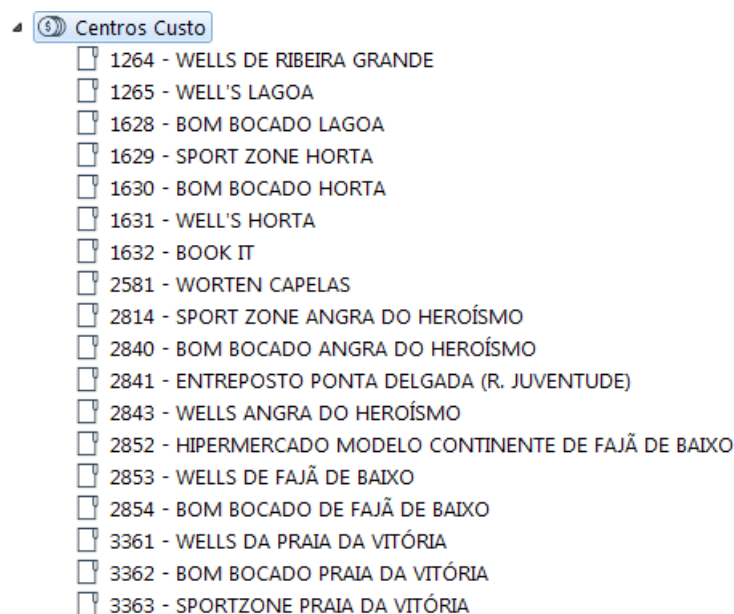 Centros Custo
1264 - WELLS DE RIBEIRA GRANDE
1265 - WELL'S LAGOA
1628 - BOM BOCADO LAGOA
1629 - SPORT ZONE HORTA
1630 - BOM BOCADO HORTA
1631 - WELL'S HORTA
1632 - BOOK IT
2581 - WORTEN CAPELAS
2814 - SPORT ZONE ANGRA DO HEROÍSMO
2840 - BOM BOCADO ANGRA DO HEROÍSMO
2841 - ENTREPOSTO PONTA DELGADA (R. JUVENTUDE)
2843 - WELLS ANGRA DO HEROÍSMO
2852 - HIPERMERCADO MODELO CONTINENTE DE FAJÃ DE BAIXO
2853 - WELLS DE FAJÃ DE BAIXO
2854 - BOM BOCADO DE FAJÃ DE BAIXO
3361 - WELLS DA PRAIA DA VITÓRIA
3362 - BOM BOCADO PRAIA DA VITÓRIA
3363 - SPORTZONE PRAIA DA VITÓRIA